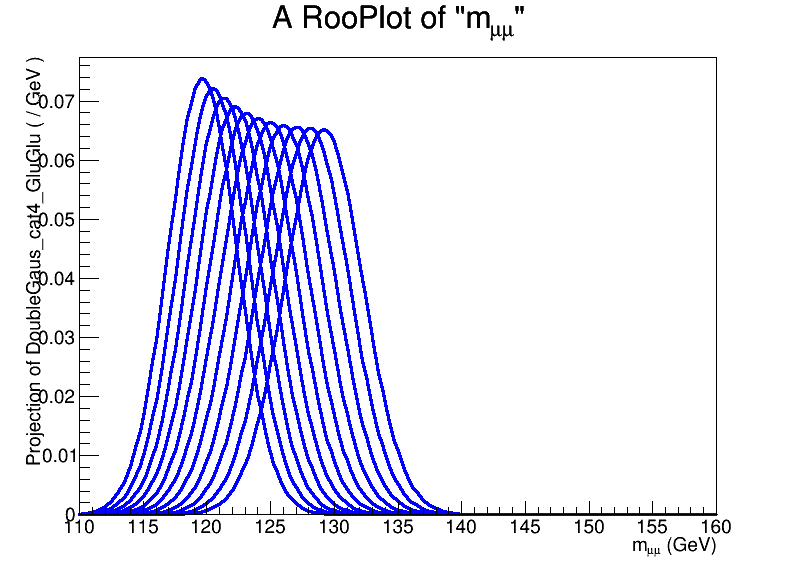 A RooPlot of "mμμ"
Projection of DoubleGaus_cat4_GluGlu ( / GeV )
0.07
0.06
0.05
0.04
0.03
0.02
0.01
0
110 115 120 125 130 135 140 145 150 155 160
mμμ (GeV)